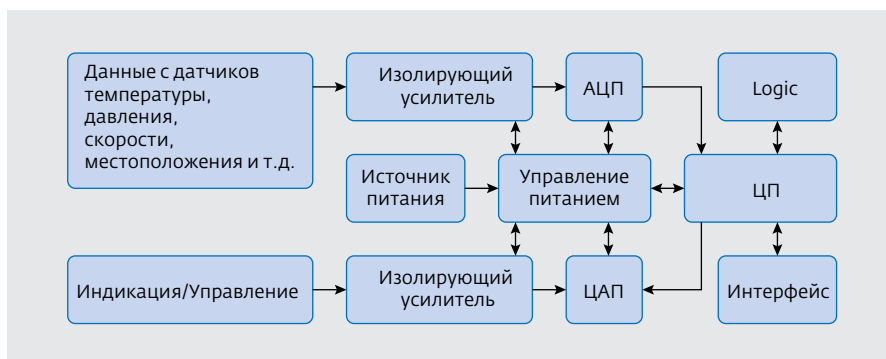 Данные с датчиков
температуры,
давления,
скорости,
местоположения и т.д.
Изолирующий
усилитель
АЦП
Logic
Источник
питания
Управление
питанием
ЦП
Индикация/Управление
Изолирующий
усилитель
ЦАП
Интерфейс